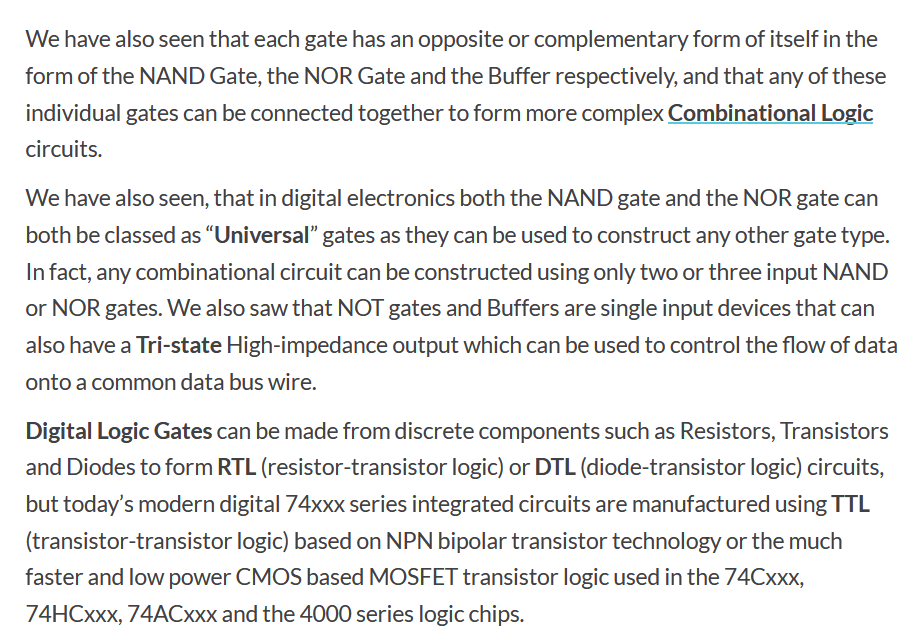 We have also seen that each gate has an opposite or complementary form of itself in the
form of the NAND Gate, the NOR Gate and the Buffer respectively, and that any of these
individual gates can be connected together to form more complex Combinational Logic
circuits.
We have also seen, that in digital electronics both the NAND gate and the NOR gate can
both be classed as “Universal” gates as they can be used to construct any other gate type.
In fact, any combinational circuit can be constructed using only two or three input NAND
or NOR gates. We also saw that NOT gates and Buffers are single input devices that can
also have a Tri-state High-impedance output which can be used to control the flow of data
onto a common data bus wire.
Digital Logic Gates can be made from discrete components such as Resistors, Transistors
and Diodes to form RTL (resistor-transistor logic) or DTL (diode-transistor logic) circuits,
but today’s modern digital 74xxx series integrated circuits are manufactured using TTL
(transistor-transistor logic) based on NPN bipolar transistor technology or the much
faster and low power CMOS based MOSFET transistor logic used in the 74Cxxx,
74HCxxx, 74ACxxx and the 4000 series logic chips.